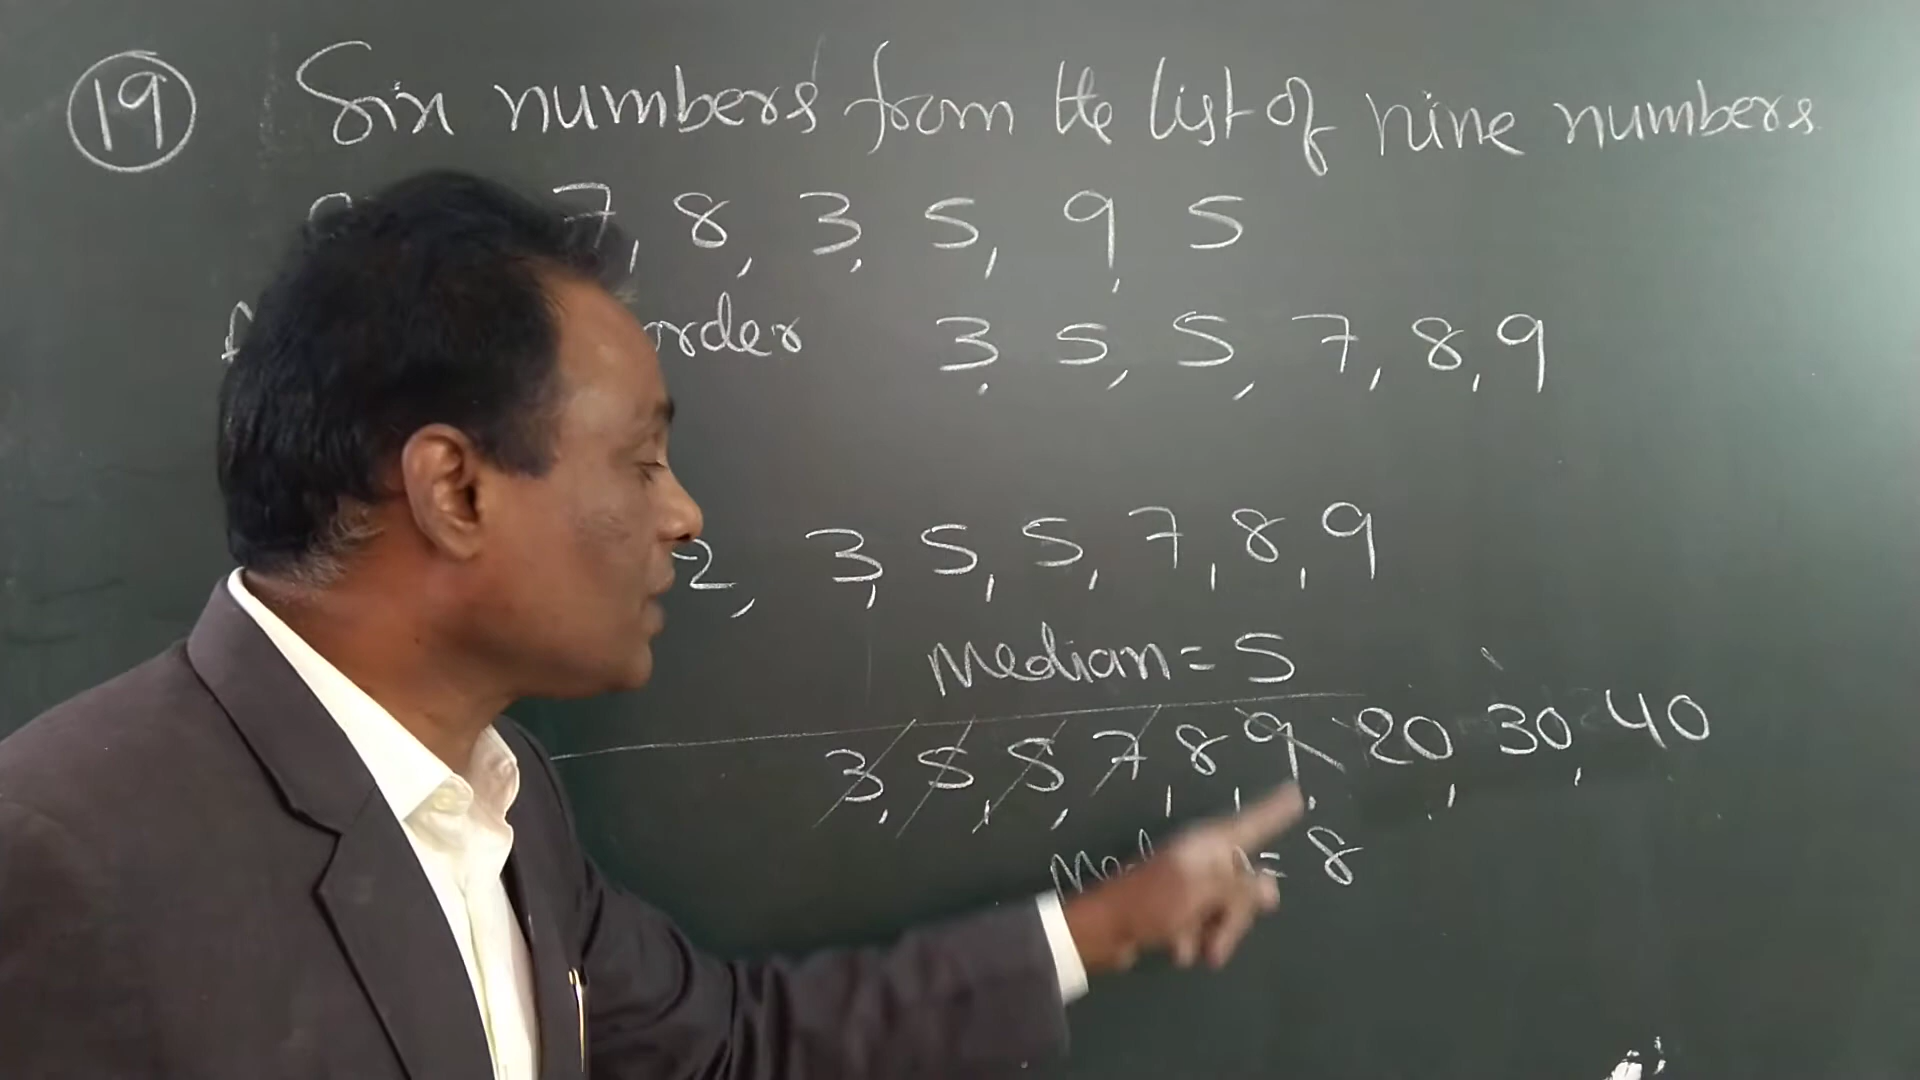 19 Six numbers from the list of nine numbers
7, 8, 3, 5, 9, 5
order 3, 5, 5, 7, 8, 9
2, 3, 5, 5, 7, 8, 9
Median = 5
3, 5, 5, 7, 8, 9, 20, 30, 40
= 8